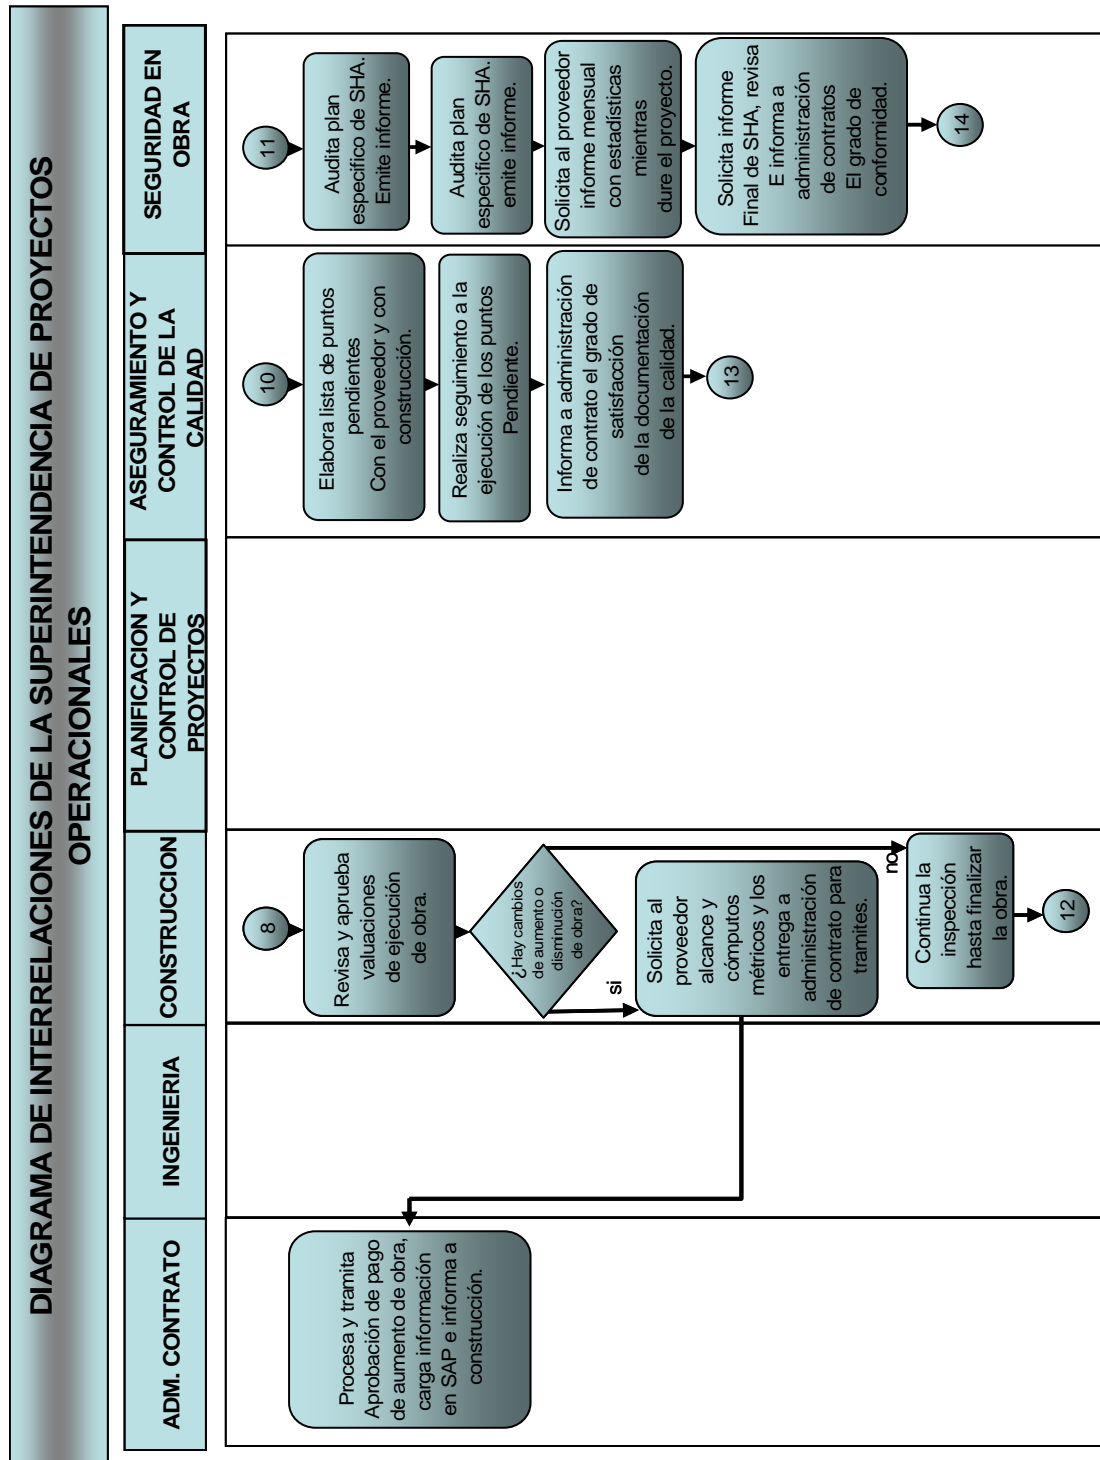 DIAGRAMA DE INTERRELACIONES DE LA SUPERINTENDENCIA DE PROYECTOS
OPERACIONALES
ADM. CONTRATO
INGENIERIA
CONSTRUCCION
PLANIFICACION Y
CONTROL DE
PROYECTOS
ASEGURAMIENTO Y
CONTROL DE LA
CALIDAD
SEGURIDAD EN
OBRA
Procesa y tramita
Aprobación de pago
de aumento de obra,
carga información
en SAP e informa a
construcción.
8
Revisa y aprueba
valuaciones
de ejecución
de obra.
¿Hay cambios
de aumento o
disminución
de obra?
si
no
Solicita al
proveedor
alcance y
cómputos
métricos y los
entrega a
administración
de contrato para
tramites.
Continua la
inspección
hasta finalizar
la obra.
12
10
Elabora lista de puntos
pendientes
Con el proveedor y con
construcción.
Realiza seguimiento a la
ejecución de los puntos
Pendiente.
Informa a administración
de contrato el grado de
satisfacción
de la documentación
de la calidad.
13
11
Audita plan
especifico de SHA.
Emite informe.
Audita plan
especifico de SHA.
emite informe.
Solicita al proveedor
informe mensual
con estadísticas
mientras
dure el proyecto.
Solicita informe
Final de SHA, revisa
E informa a
administración
de contratos
El grado de
conformidad.
14